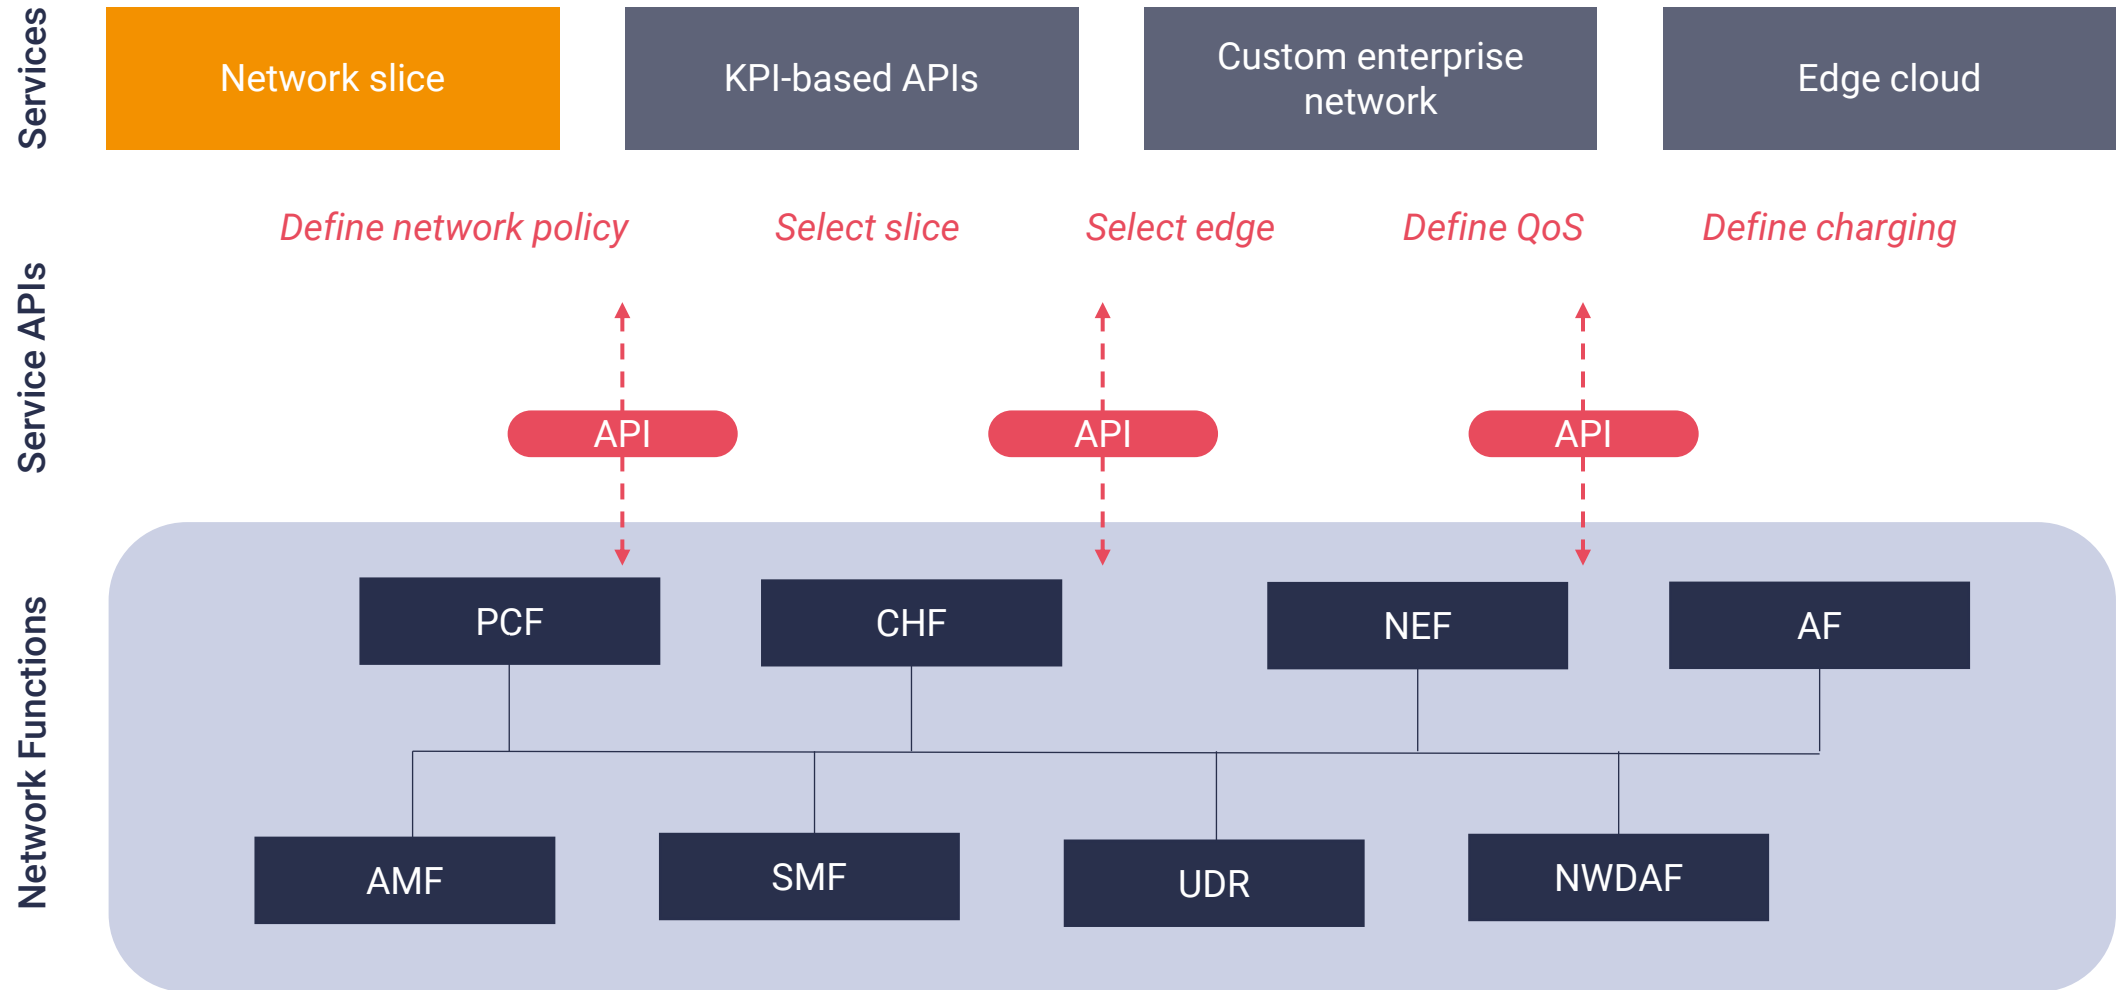 Services
Network slice
KPI-based APIs
Custom enterprise
network
Edge cloud
Service APIs
Define network policy
Select slice
Select edge
Define QoS
Define charging
API
API
API
Network Functions
PCF
CHF
NEF
AF
AMF
SMF
UDR
NWDAF